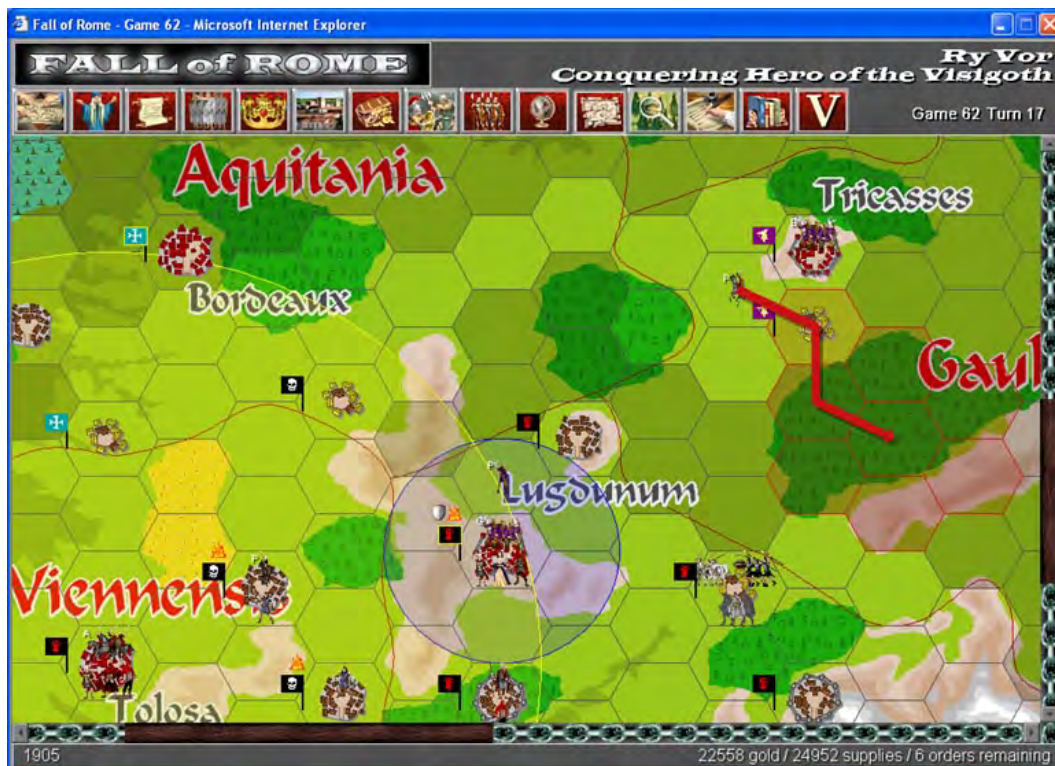 Fall of Rome - Game 62 - Microsoft Internet Explorer
FALL of ROME
Ry Vor
Conquering Hero of the Visigoth
V
Game 62 Turn 17
Aquitania
Tricasses
Bordeaux
Gaul
Lugdunum
Viennens
Tolosa
1905
22558 gold / 24952 supplies / 6 orders remaining